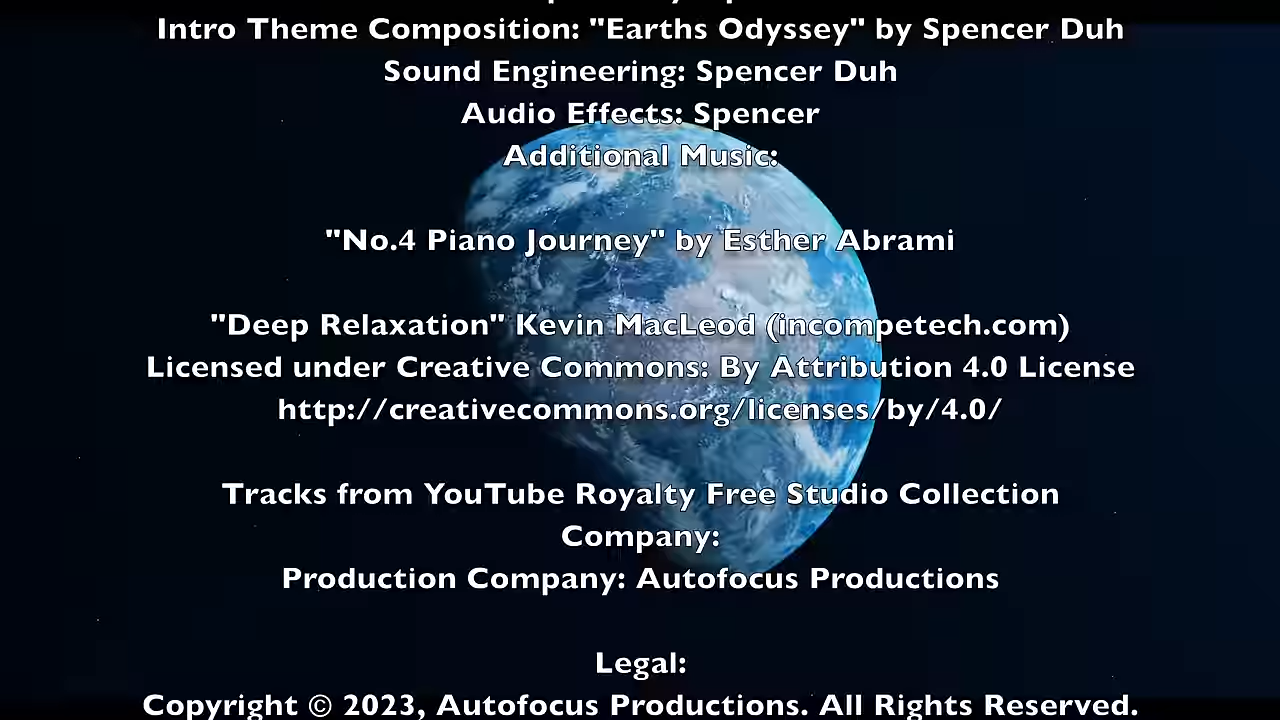 Intro Theme Composition: "Earths Odyssey" by Spencer Duh
Sound Engineering: Spencer Duh
Audio Effects: Spencer
Additional Music:
"No.4 Piano Journey" by Esther Abrami
"Deep Relaxation" Kevin MacLeod (incompetech.com)
Licensed under Creative Commons: By Attribution 4.0 License
http://creativecommons.org/licenses/by/4.0/
Tracks from YouTube Royalty Free Studio Collection
Company:
Production Company: Autofocus Productions
Legal:
Copyright © 2023, Autofocus Productions. All Rights Reserved.